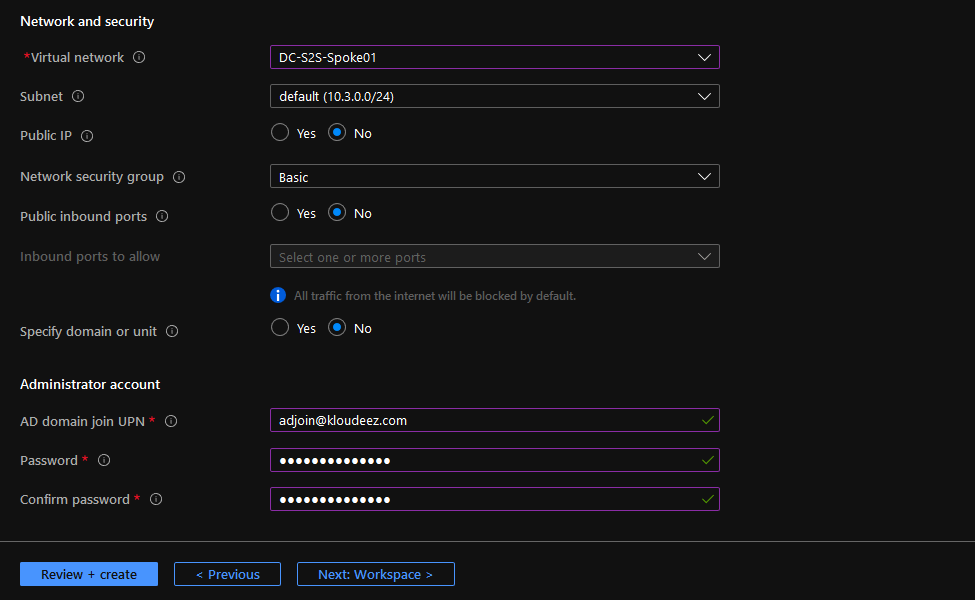 Network and security
*Virtual network
DC-S2S-Spoke01
Subnet
default (10.3.0.0/24)
Public IP
Yes No
Network security group
Basic
Public inbound ports
Yes No
Inbound ports to allow
Select one or more ports
All traffic from the internet will be blocked by default.
Specify domain or unit
Yes No
Administrator account
AD domain join UPN *
adjoin@kloudeez.com
Password *
••••••••••••••
Confirm password *
••••••••••••••
Review + create < Previous Next: Workspace >